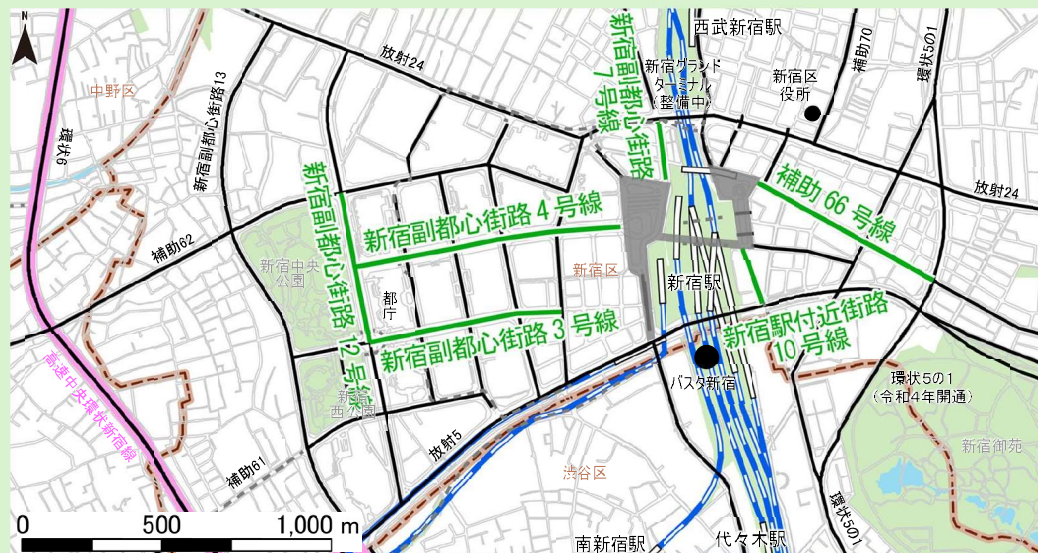 N
西武新宿駅
放射24
補助70
環状5の1
新宿グランド
ターミナル
(整備中)
新宿区
役所
中野区
環状6
新宿副都心街路13
新宿副都心街路
7号線
放射24
補助66号線
新宿副都心街路4号線
新宿副都心街路
12号線
補助62
新宿中央
公園
都庁
新宿区
新宿駅
新宿副都心街路3号線
新宿駅付近街路
10号線
バスタ新宿
環状5の1
(令和4年開通)
新宿御苑
高速中央環状新宿線
新宿
西
公園
放射5
補助61
渋谷区
環状5の1
南新宿駅
代々木駅
0 500 1,000 m